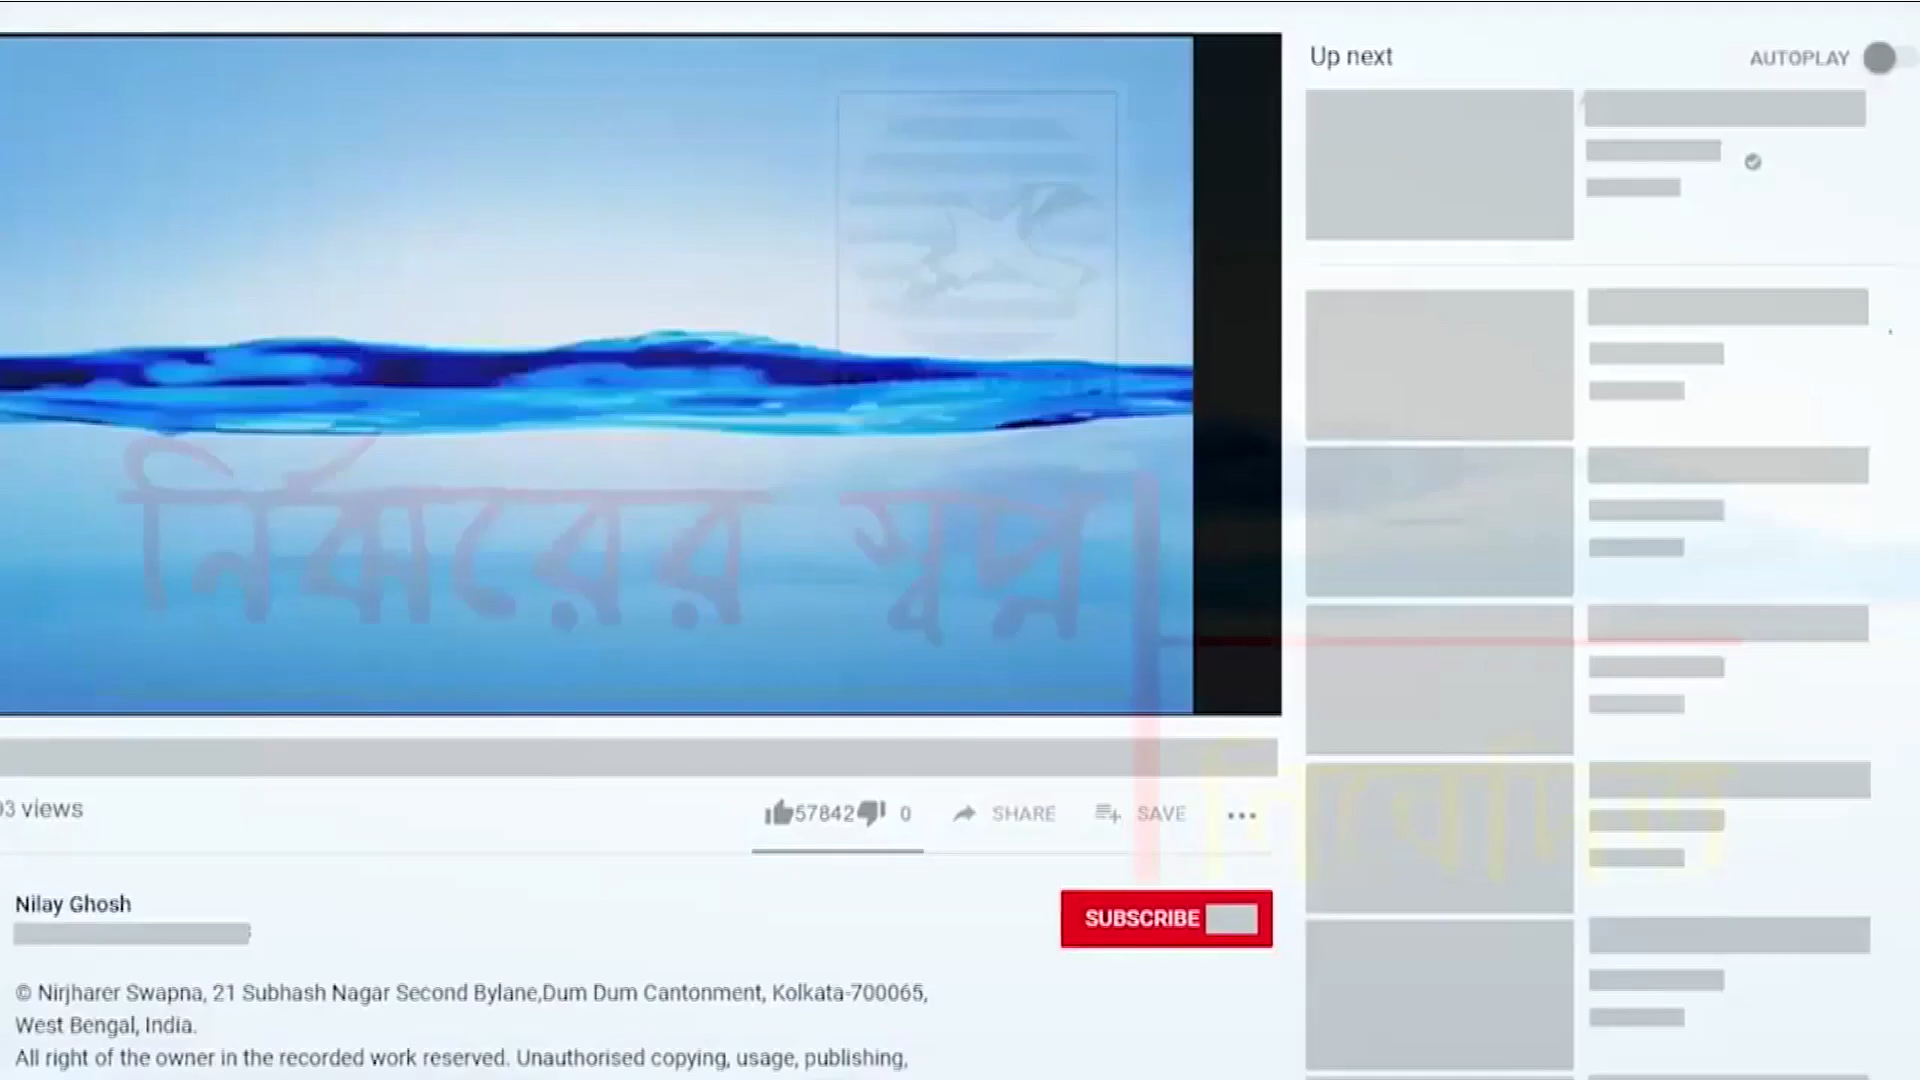 Up next
AUTOPLAY
নির্ঝরের স্বপ্ন
নিবেদিত
93 views
57842 0 SHARE SAVE
Nilay Ghosh
SUBSCRIBE
© Nirjharer Swapna, 21 Subhash Nagar Second Bylane,Dum Dum Cantonment, Kolkata-700065,
West Bengal, India.
All right of the owner in the recorded work reserved. Unauthorised copying, usage, publishing,